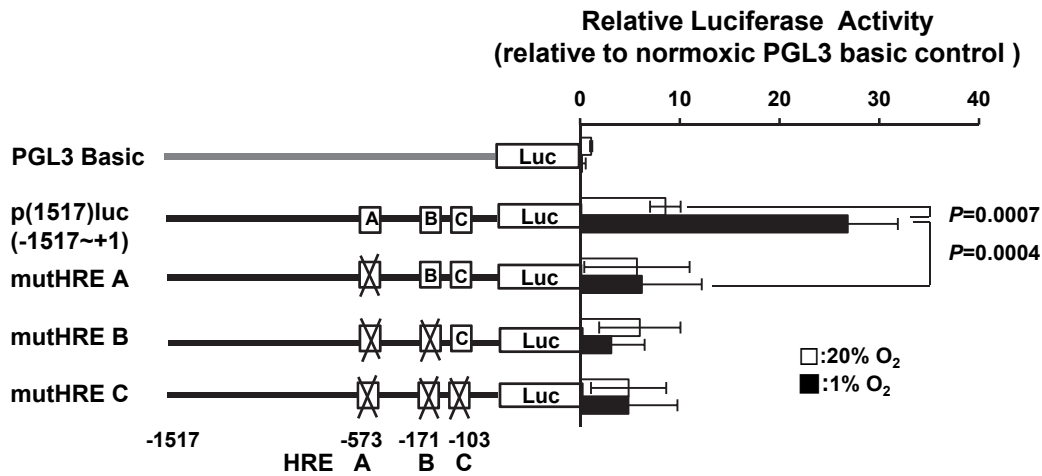 Relative Luciferase Activity
(relative to normoxic PGL3 basic control )
0 10 20 30 40
PGL3 Basic Luc
p(1517)luc
(-1517~+1)
A B C Luc
P=0.0007
P=0.0004
mutHRE A A B C Luc
mutHRE B A B C Luc
mutHRE C A B C Luc
:20% O2
:1% O2
-1517 -573 -171 -103
HRE A B C